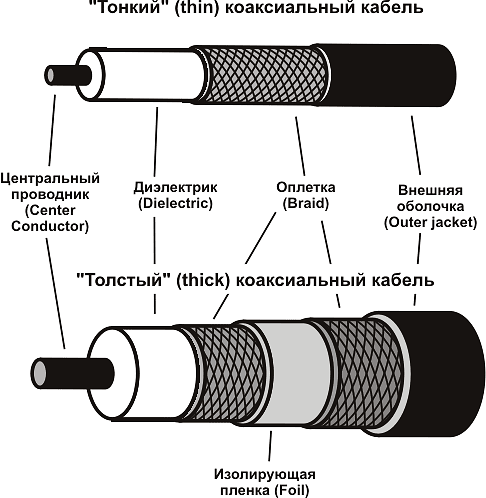 "Тонкий" (thin) коаксиальный кабель
Центральный
проводник
(Center
Conductor)
Диэлектрик
(Dielectric)
Оплетка
(Braid)
Внешняя
оболочка
(Outer jacket)
"Толстый" (thick) коаксиальный кабель
Изолирующая
пленка (Foil)